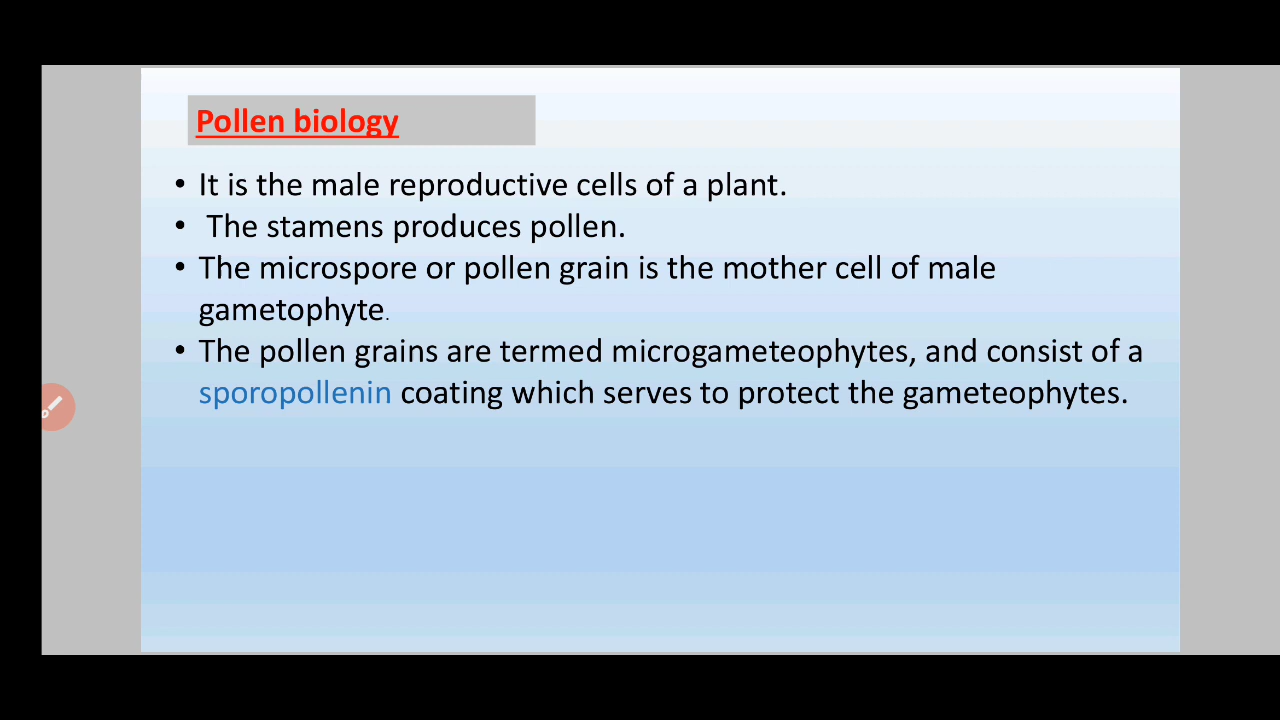 Pollen biology
• It is the male reproductive cells of a plant.
• The stamens produces pollen.
• The microspore or pollen grain is the mother cell of male
gametophyte.
• The pollen grains are termed microgameteophytes, and consist of a
sporopollenin coating which serves to protect the gameteophytes.